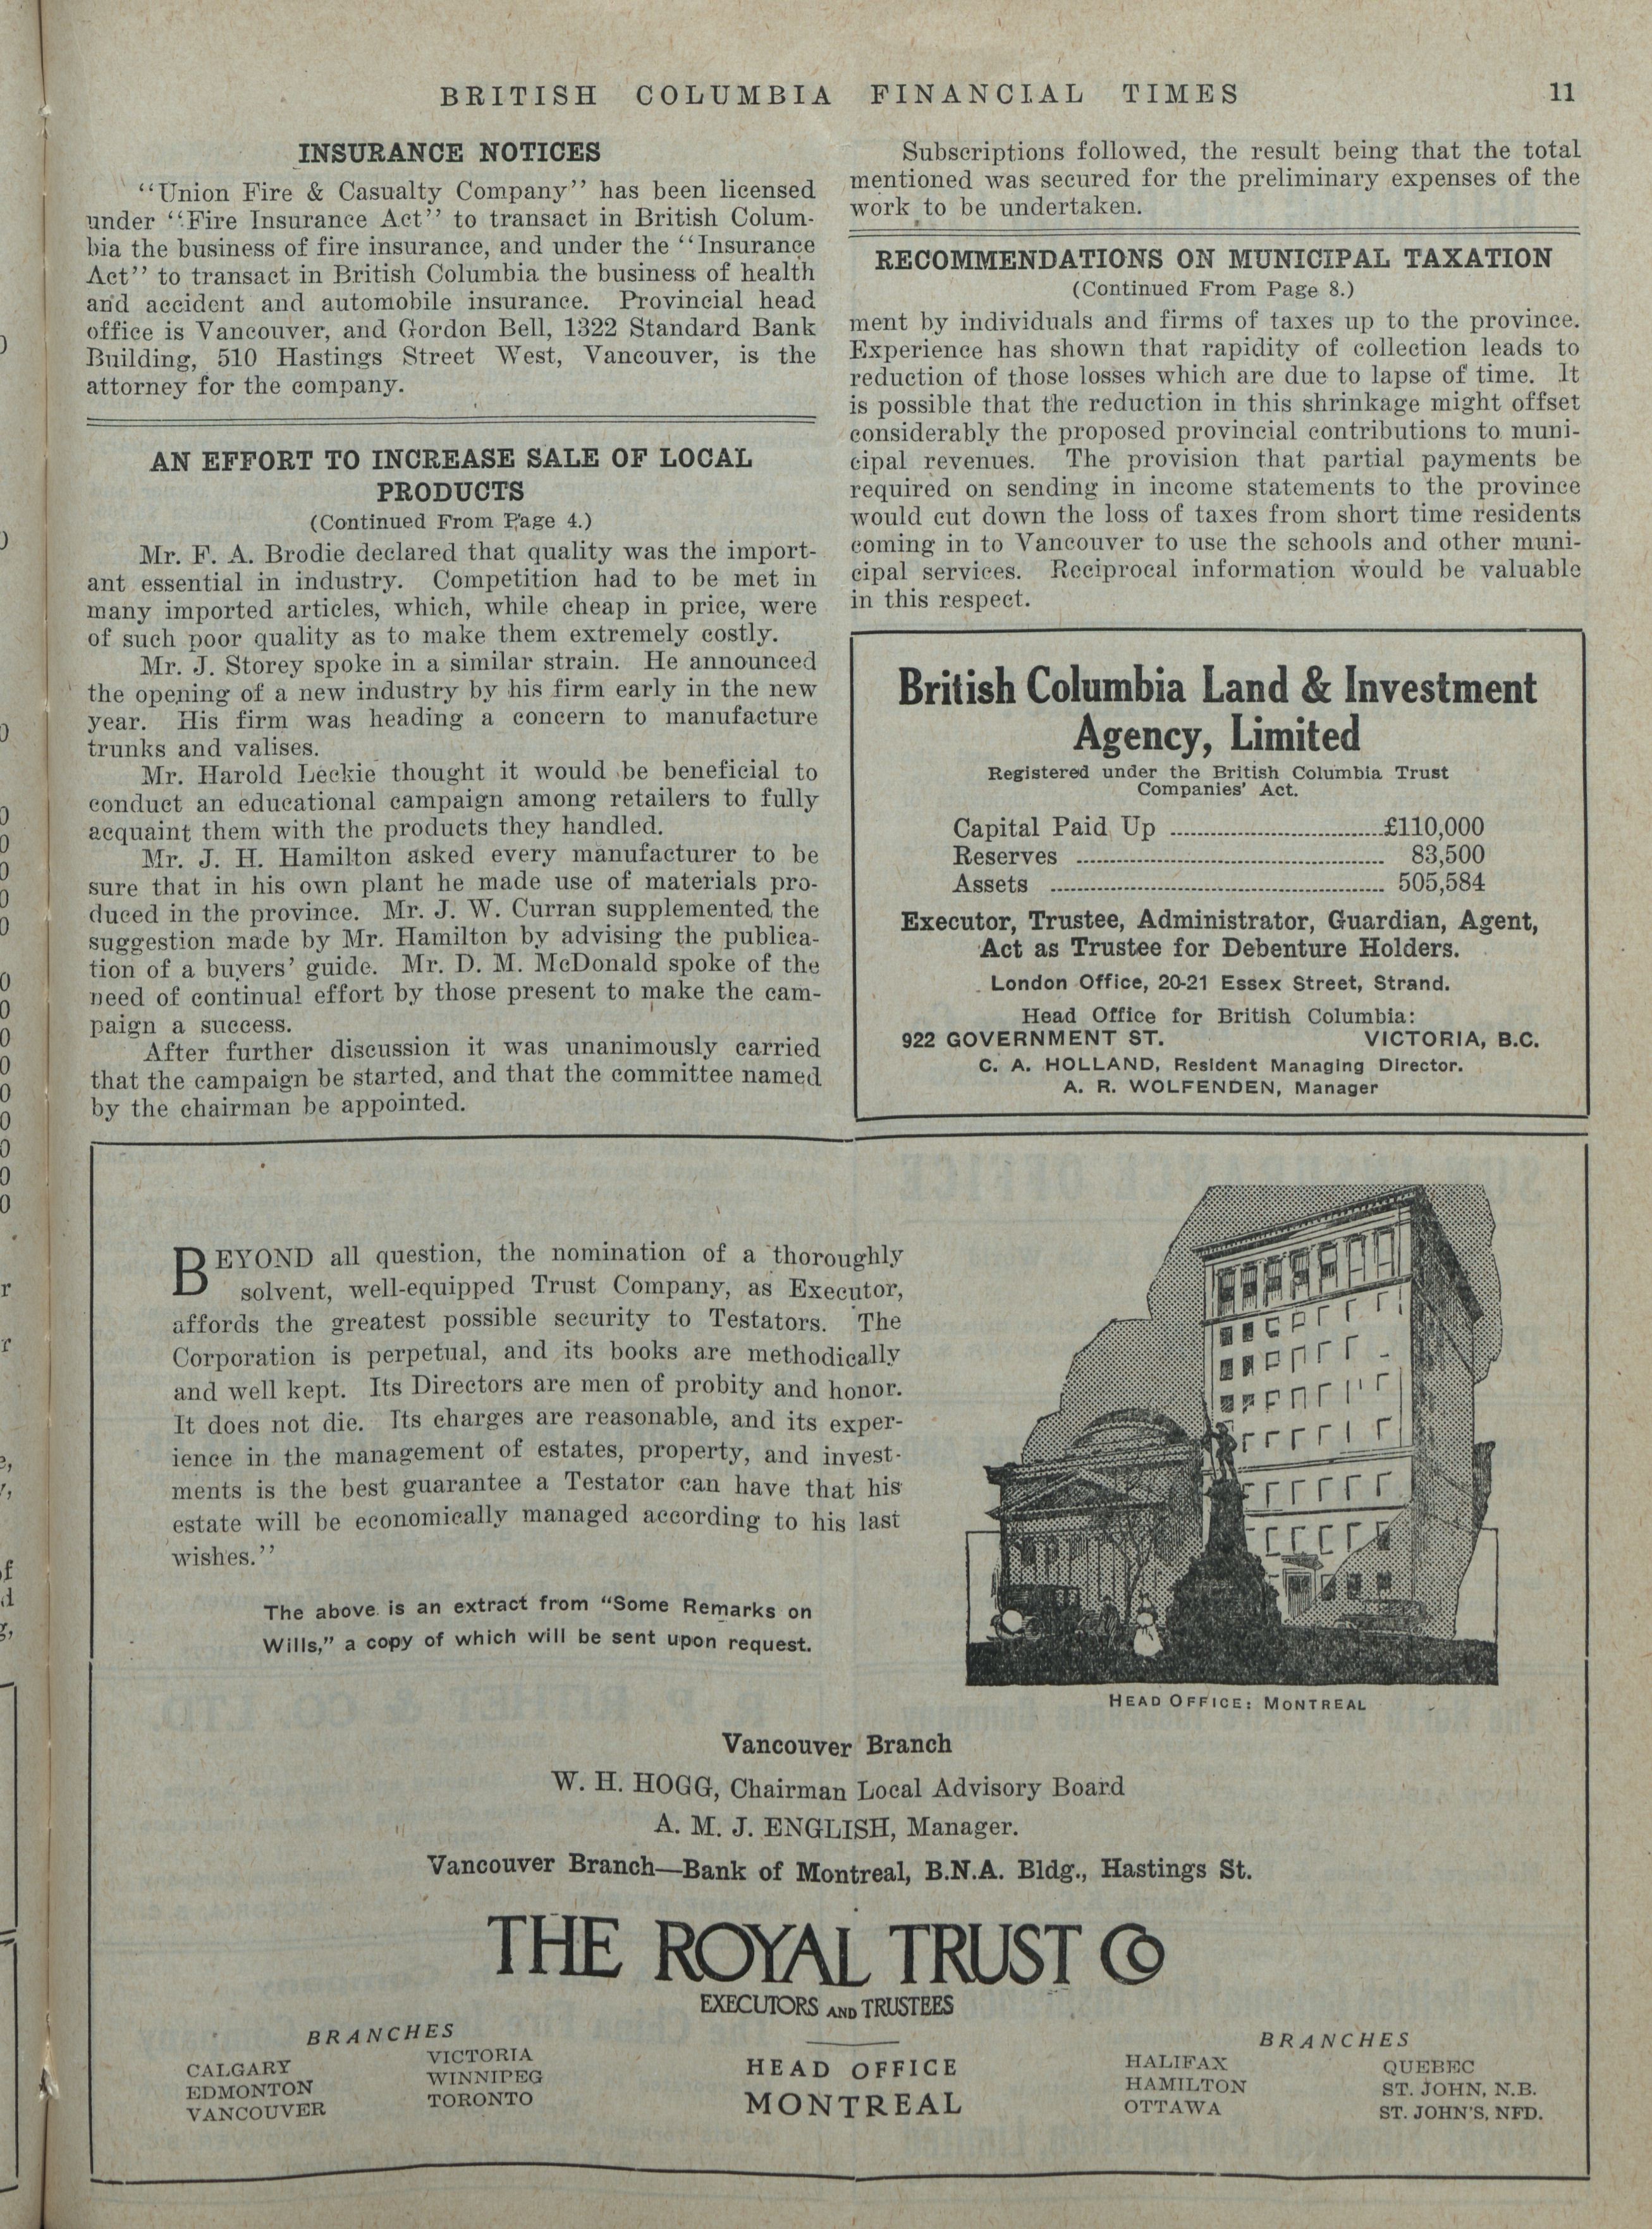 BRITISH COLUMBIA FINANCIAL TIMES 11
INSURANCE NOTICES
"Union Fire & Casualty Company" has been licensed
under "Fire Insurance Act" to transact in British Colum-
bia the business of fire insurance, and under the "Insurance
Act" to transact in British Columbia the business of health
and accident and automobile insurance. Provincial head
office is Vancouver, and Gordon Bell, 1322 Standard Bank
Building, 510 Hastings Street West, Vancouver, is the
attorney for the company.
AN EFFORT TO INCREASE SALE OF LOCAL
PRODUCTS
(Continued From Page 4.)
Mr. F. A. Brodie declared that quality was the import-
ant essential in industry. Competition had to be met in
many imported articles, which, while cheap in price, were
of such poor quality as to make them extremely costly.
Mr. J. Storey spoke in a similar strain. He announced
the opening of a new industry by his firm early in the new
year. His firm was heading a concern to manufacture
trunks and valises.
Mr. Harold Leckie thought it would be beneficial to
conduct an educational campaign among retailers to fully
acquaint them with the products they handled.
Mr. J. H. Hamilton asked every manufacturer to be
sure that in his own plant he made use of materials pro-
duced in the province. Mr. J. W. Curran supplemented the
suggestion made by Mr. Hamilton by advising the publica-
tion of a buyers' guide. Mr. D. M. McDonald spoke of the
need of continual effort by those present to make the cam-
paign a success.
After further discussion it was unanimously carried
that the campaign be started, and that the committee named
by the chairman be appointed.
Subscriptions followed, the result being that the total
mentioned was secured for the preliminary expenses of the
work to be undertaken.
RECOMMENDATIONS ON MUNICIPAL TAXATION
(Continued From Page 8.)
ment by individuals and firms of taxes up to the province.
Experience has shown that rapidity of collection leads to
reduction of those losses which are due to lapse of time. It
is possible that the reduction in this shrinkage might offset
considerably the proposed provincial contributions to muni-
cipal revenues. The provision that partial payments be
required on sending in income statements to the province
would cut down the loss of taxes from short time residents
coming in to Vancouver to use the schools and other muni-
cipal services. Reciprocal information would be valuable
in this respect.
British Columbia Land & Investment
Agency, Limited
Registered under the British Columbia Trust
Companies' Act.
Capital Paid Up ........ £110,000
Reserves ........ 83,500
Assets ........ 505,584
Executor, Trustee, Administrator, Guardian, Agent,
Act as Trustee for Debenture Holders.
London Office, 20-21 Essex Street, Strand.
Head Office for British Columbia:
922 GOVERNMENT ST. VICTORIA, B.C.
C. A. HOLLAND, Resident Managing Director.
A. R. WOLFENDEN, Manager
BEYOND all question, the nomination of a thoroughly
solvent, well-equipped Trust Company, as Executor,
affords the greatest possible security to Testators. The
Corporation is perpetual, and its books are methodically
and well kept. Its Directors are men of probity and honor.
It does not die. Its charges are reasonable, and its exper-
ience in the management of estates, property, and invest-
ments is the best guarantee a Testator can have that his
estate will be economically managed according to his last
wishes."
The above is an extract from "Some Remarks on
Wills," a copy of which will be sent upon request.
HEAD OFFICE: MONTREAL
Vancouver Branch
W. H. HOGG, Chairman Local Advisory Board
A. M. J. ENGLISH, Manager.
Vancouver Branch—Bank of Montreal, B.N.A. Bldg., Hastings St.
THE ROYAL TRUST CO
EXECUTORS AND TRUSTEES
BRANCHES
CALGARY VICTORIA
EDMONTON WINNIPEG
VANCOUVER TORONTO
HEAD OFFICE
MONTREAL
BRANCHES
HALIFAX QUEBEC
HAMILTON ST. JOHN, N.B.
OTTAWA ST. JOHN'S, NFD.